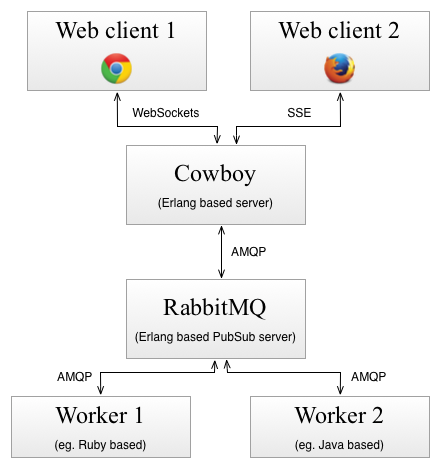 Web client 1
Web client 2
WebSockets
SSE
Cowboy
(Erlang based server)
AMQP
RabbitMQ
(Erlang based PubSub server)
AMQP
AMQP
Worker 1
(eg. Ruby based)
Worker 2
(eg. Java based)